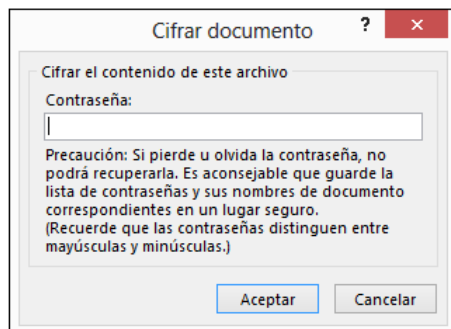 Cifrar documento
?
Cifrar el contenido de este archivo
Contraseña:
Precaución: Si pierde u olvida la contraseña, no
podrá recuperarla. Es aconsejable que guarde la
lista de contraseñas y sus nombres de documento
correspondientes en un lugar seguro.
(Recuerde que las contraseñas distinguen entre
mayúsculas y minúsculas.)
Aceptar
Cancelar